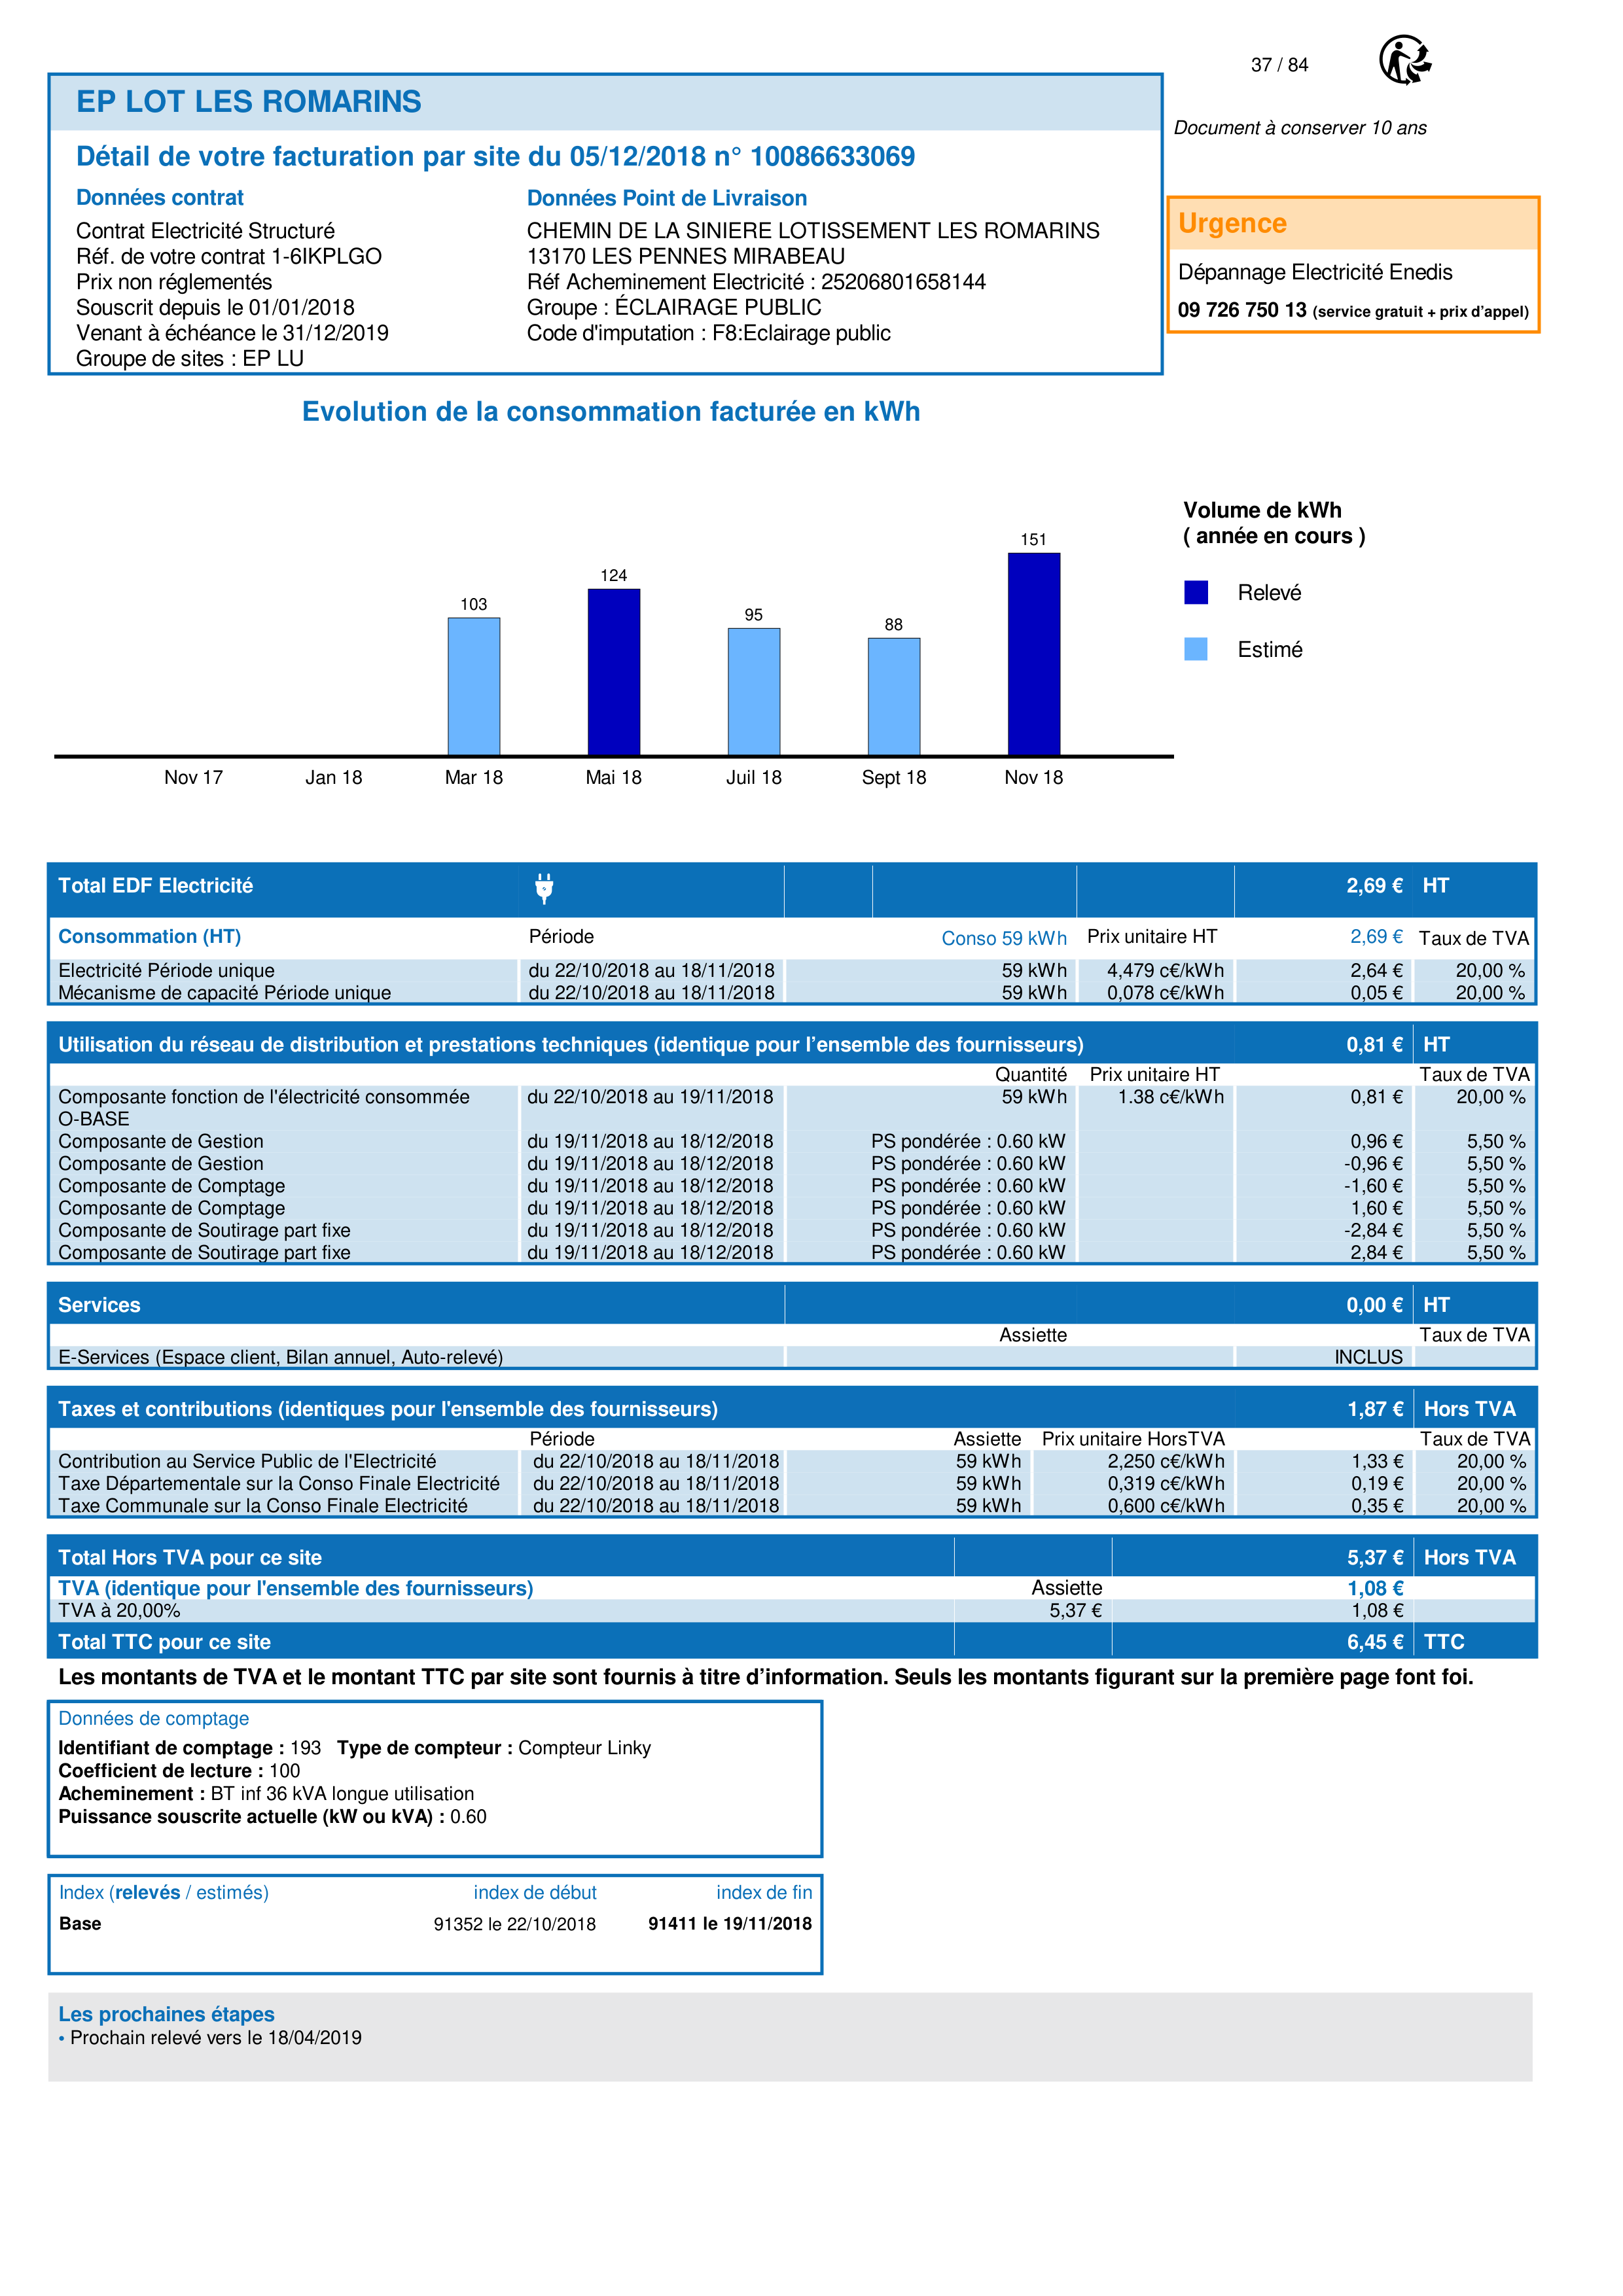 37 / 84
EP LOT LES ROMARINS
Document à conserver 10 ans
Détail de votre facturation par site du 05/12/2018 n° 10086633069
Données contrat
Contrat Electricité Structuré
Réf. de votre contrat 1-6IKPLGO
Prix non réglementés
Souscrit depuis le 01/01/2018
Venant à échéance le 31/12/2019
Groupe de sites : EP LU
Données Point de Livraison
CHEMIN DE LA SINIERE LOTISSEMENT LES ROMARINS
13170 LES PENNES MIRABEAU
Réf Acheminement Electricité : 25206801658144
Groupe : ÉCLAIRAGE PUBLIC
Code d'imputation : F8:Eclairage public
Urgence
Dépannage Electricité Enedis
09 726 750 13 (service gratuit + prix d'appel)
Evolution de la consommation facturée en kWh
103
124
95
88
151
Nov 17 Jan 18 Mar 18 Mai 18 Juil 18 Sept 18 Nov 18
Volume de kWh
( année en cours )
Relevé
Estimé
Total EDF Electricité 2,69 € HT
Consommation (HT) Période Conso 59 kWh Prix unitaire HT 2,69 € Taux de TVA
Electricité Période unique du 22/10/2018 au 18/11/2018 59 kWh 4,479 c€/kWh 2,64 € 20,00 %
Mécanisme de capacité Période unique du 22/10/2018 au 18/11/2018 59 kWh 0,078 c€/kWh 0,05 € 20,00 %
Utilisation du réseau de distribution et prestations techniques (identique pour l'ensemble des fournisseurs) 0,81 € HT
Quantité Prix unitaire HT Taux de TVA
Composante fonction de l'électricité consommée du 22/10/2018 au 19/11/2018 59 kWh 1.38 c€/kWh 0,81 € 20,00 %
O-BASE
Composante de Gestion du 19/11/2018 au 18/12/2018 PS pondérée : 0.60 kW 0,96 € 5,50 %
Composante de Gestion du 19/11/2018 au 18/12/2018 PS pondérée : 0.60 kW -0,96 € 5,50 %
Composante de Comptage du 19/11/2018 au 18/12/2018 PS pondérée : 0.60 kW -1,60 € 5,50 %
Composante de Comptage du 19/11/2018 au 18/12/2018 PS pondérée : 0.60 kW 1,60 € 5,50 %
Composante de Soutirage part fixe du 19/11/2018 au 18/12/2018 PS pondérée : 0.60 kW -2,84 € 5,50 %
Composante de Soutirage part fixe du 19/11/2018 au 18/12/2018 PS pondérée : 0.60 kW 2,84 € 5,50 %
Services 0,00 € HT
Assiette Taux de TVA
E-Services (Espace client, Bilan annuel, Auto-relevé) INCLUS
Taxes et contributions (identiques pour l'ensemble des fournisseurs) 1,87 € Hors TVA
Période Assiette Prix unitaire HorsTVA Taux de TVA
Contribution au Service Public de l'Electricité du 22/10/2018 au 18/11/2018 59 kWh 2,250 c€/kWh 1,33 € 20,00 %
Taxe Départementale sur la Conso Finale Electricité du 22/10/2018 au 18/11/2018 59 kWh 0,319 c€/kWh 0,19 € 20,00 %
Taxe Communale sur la Conso Finale Electricité du 22/10/2018 au 18/11/2018 59 kWh 0,600 c€/kWh 0,35 € 20,00 %
Total Hors TVA pour ce site 5,37 € Hors TVA
TVA (identique pour l'ensemble des fournisseurs) Assiette 1,08 €
TVA à 20,00% 5,37 € 1,08 €
Total TTC pour ce site 6,45 € TTC
Les montants de TVA et le montant TTC par site sont fournis à titre d'information. Seuls les montants figurant sur la première page font foi.
Données de comptage
Identifiant de comptage : 193 Type de compteur : Compteur Linky
Coefficient de lecture : 100
Acheminement : BT inf 36 kVA longue utilisation
Puissance souscrite actuelle (kW ou kVA) : 0.60
Index (relevés / estimés) index de début index de fin
Base 91352 le 22/10/2018 91411 le 19/11/2018
Les prochaines étapes
• Prochain relevé vers le 18/04/2019